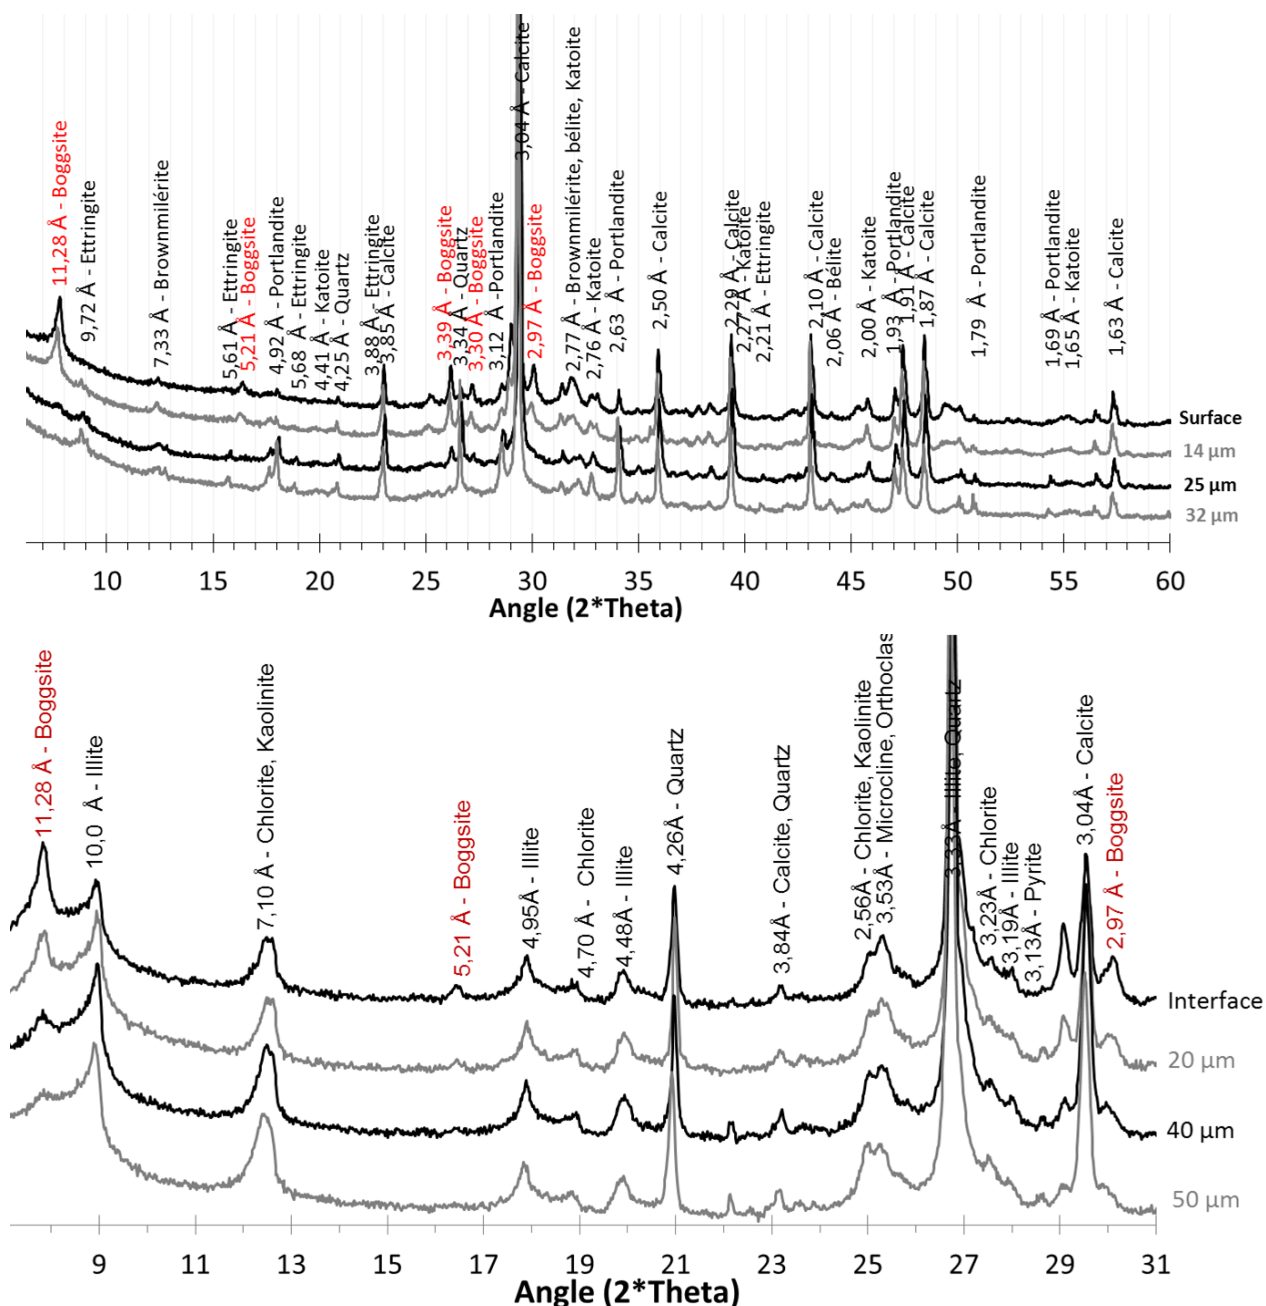 11,28 Å - Boggsite
9,72 Å - Ettringite
7,33 Å - Brownmilérite
5,61 Å - Ettringite
5,21 Å - Boggsite
4,92 Å - Portlandite
5,68 Å - Ettringite
4,41 Å - Katoite
4,25 Å - Quartz
3,88 Å - Ettringite
3,85 Å - Calcite
3,39 Å - Boggsite
3,34 Å - Quartz
3,30 Å - Boggsite
3,12 Å -Portlandite
3,04 Å - Calcite
2,97 Å - Boggsite
2,77 Å - Brownmilérite, bélite, Katoite
2,76 Å - Katoite
2,63 Å - Portlandite
2,50 Å - Calcite
2,29 Å - Calcite
2,27 Å - Katoite
2,21 Å - Ettringite
2,10 Å - Calcite
2,06 Å - Bélite
2,00 Å - Katoite
1,93 Å - Portlandite
1,91 Å - Calcite
1,87 Å - Calcite
1,79 Å - Portlandite
1,69 Å - Portlandite
1,65 Å - Katoite
1,63 Å - Calcite
Surface
14 µm
25 µm
32 µm
10 15 20 25 30 35 40 45 50 55 60
Angle (2*Theta)
11,28 Å - Boggsite
10,0 Å - Illite
7,10 Å - Chlorite, Kaolinite
5,21 Å - Boggsite
4,95Å - Illite
4,70 Å - Chlorite
4,48Å - Illite
4,26Å - Quartz
3,84Å - Calcite, Quartz
2,56Å - Chlorite, Kaolinite
3,53Å - Microcline, Orthoclas
3,33Å - Illite, Quartz
3,23Å - Chlorite
3,19Å - Illite
3,13Å - Pyrite
3,04Å - Calcite
2,97 Å - Boggsite
Interface
20 µm
40 µm
50 µm
9 11 13 15 17 19 21 23 25 27 29 31
Angle (2*Theta)